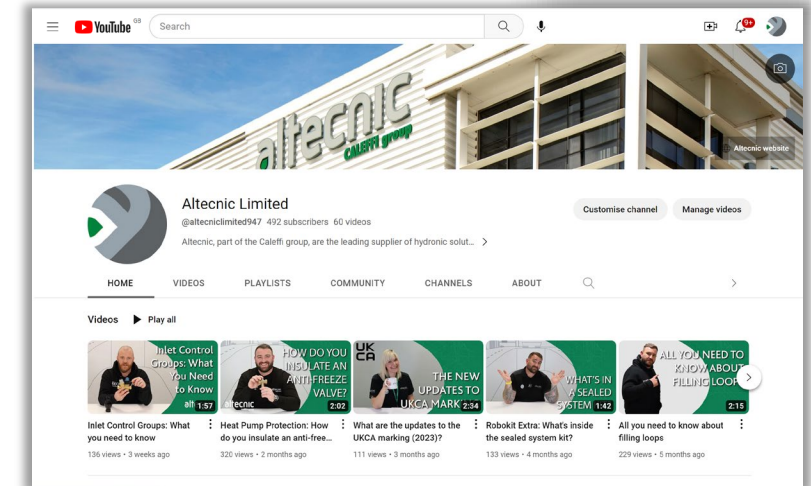 YouTube GB
Search
9+
altecnic
CALEFFI group
Altecnic website
Altecnic Limited
@altecniclimited947 492 subscribers 60 videos
Altecnic, part of the Caleffi group, are the leading supplier of hydronic solut...
Customise channel
Manage videos
HOME VIDEOS PLAYLISTS COMMUNITY CHANNELS ABOUT
Videos Play all
Inlet Control
Groups: What
You Need
to Know
1:57
Inlet Control Groups: What
you need to know
136 views • 3 weeks ago
HOW DO YOU
INSULATE AN
ANTI-FREEZE
VALVE?
altecnic
2:02
Heat Pump Protection: How
do you insulate an anti-free...
320 views • 2 months ago
UK
CA
THE NEW
UPDATES TO
UKCA MARK
2:34
What are the updates to the
UKCA marking (2023)?
111 views • 3 months ago
WHAT'S IN
A SEALED
SYSTEM
1:42
Robokit Extra: What's inside
the sealed system kit?
133 views • 4 months ago
ALL YOU NEED TO
KNOW ABOUT
FILLING LOOP
2:15
All you need to know about
filling loops
229 views • 5 months ago